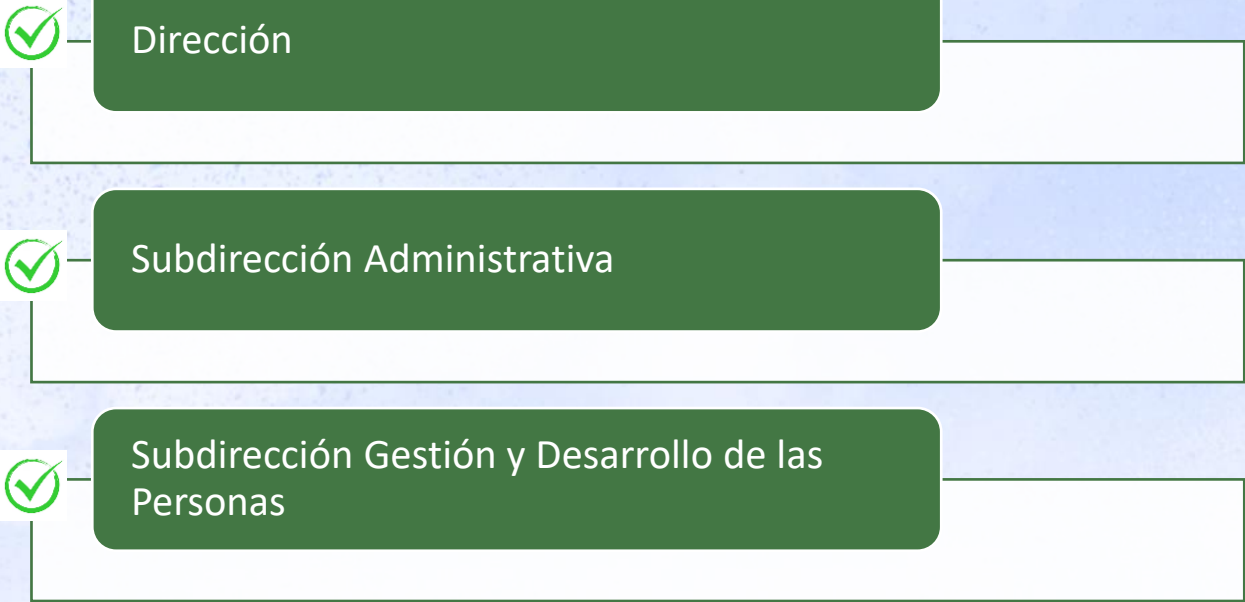 Dirección
Subdirección Administrativa
Subdirección Gestión y Desarrollo de las
Personas